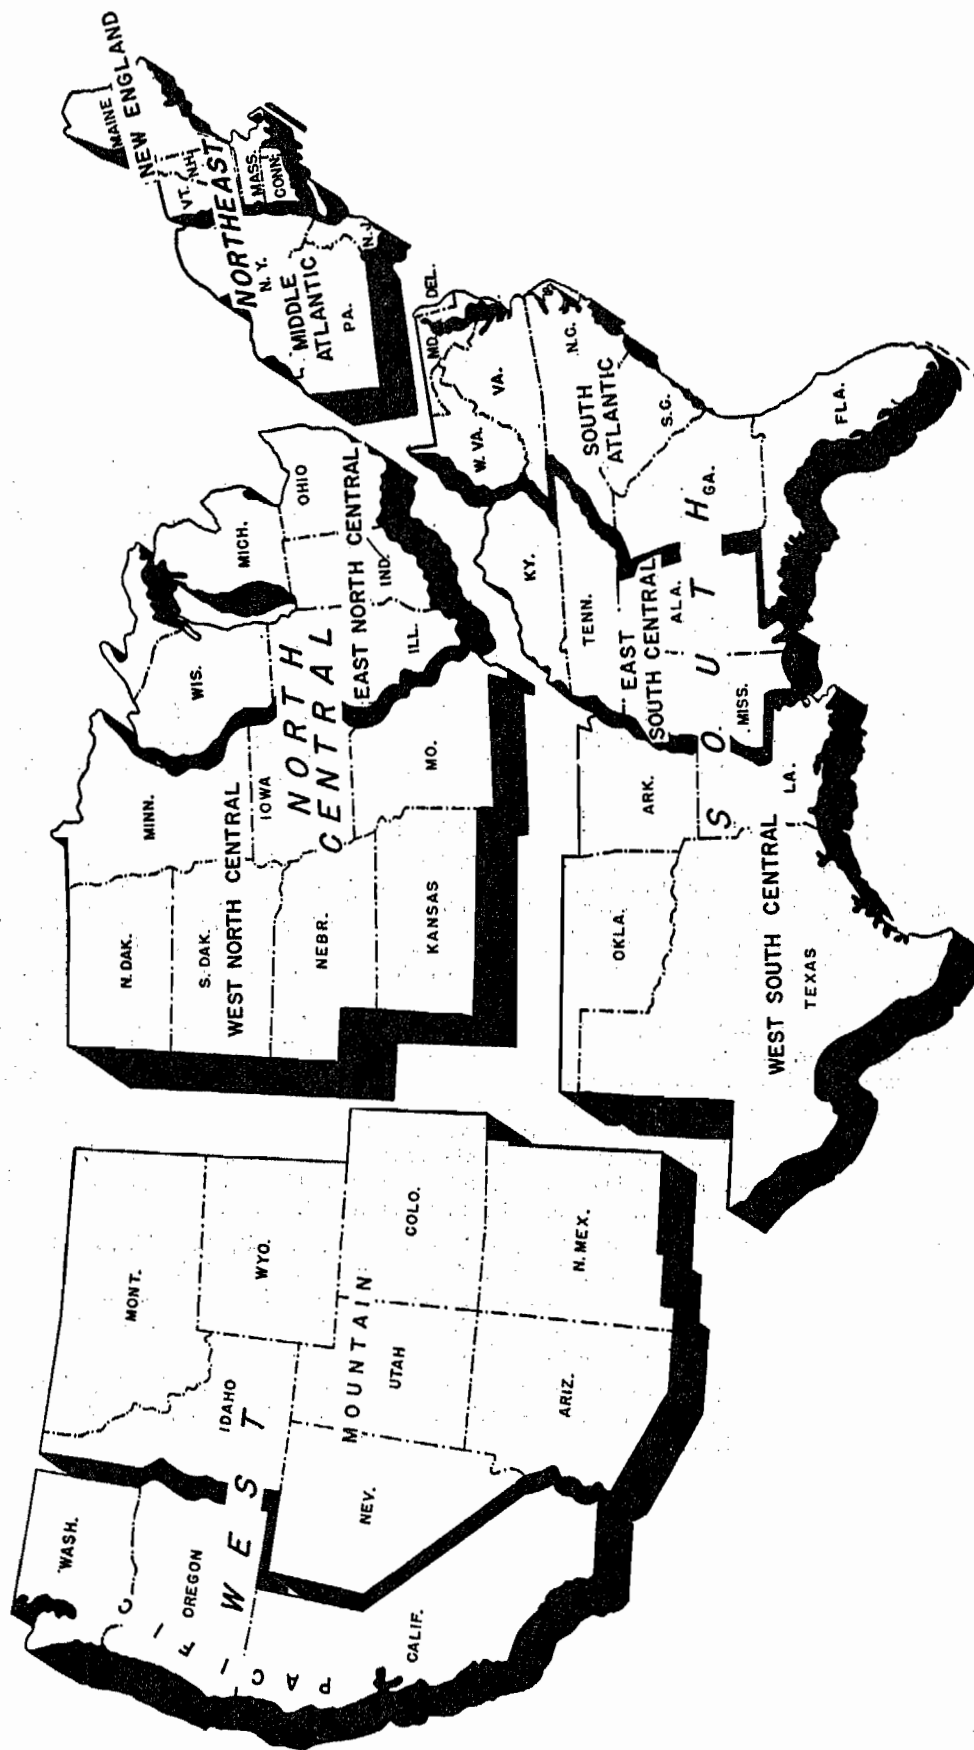 WEST
PACIFIC
WASH.
OREGON
CALIF.
MOUNTAIN
MONT.
IDAHO
WYO.
NEV.
UTAH
COLO.
ARIZ.
N. MEX.
NORTH
CENTRAL
WEST NORTH CENTRAL
N. DAK.
S. DAK.
NEBR.
KANSAS
MINN.
IOWA
MO.
EAST NORTH CENTRAL
WIS.
MICH.
ILL.
IND.
OHIO
NORTHEAST
NEW ENGLAND
MAINE
VT.
N.H.
MASS.
CONN.
MIDDLE
ATLANTIC
N. Y.
PA.
N.J.
SOUTH
WEST SOUTH CENTRAL
OKLA.
ARK.
TEXAS
LA.
EAST
SOUTH CENTRAL
KY.
TENN.
ALA.
MISS.
SOUTH
ATLANTIC
DEL.
MD.
W. VA.
VA.
N.C.
S.C.
GA.
FLA.